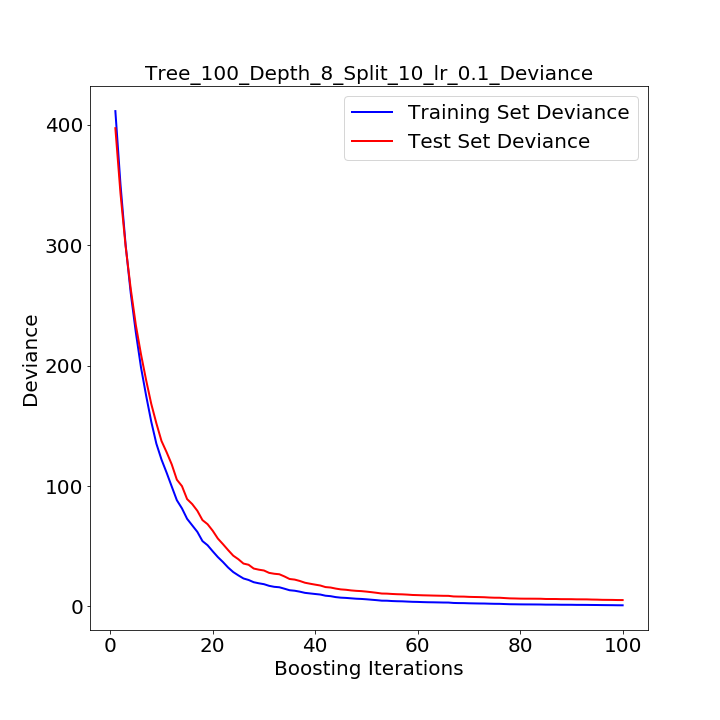 Tree_100_Depth_8_Split_10_lr_0.1_Deviance
Training Set Deviance
Test Set Deviance
400
300
200
100
0
Deviance
0 20 40 60 80 100
Boosting Iterations